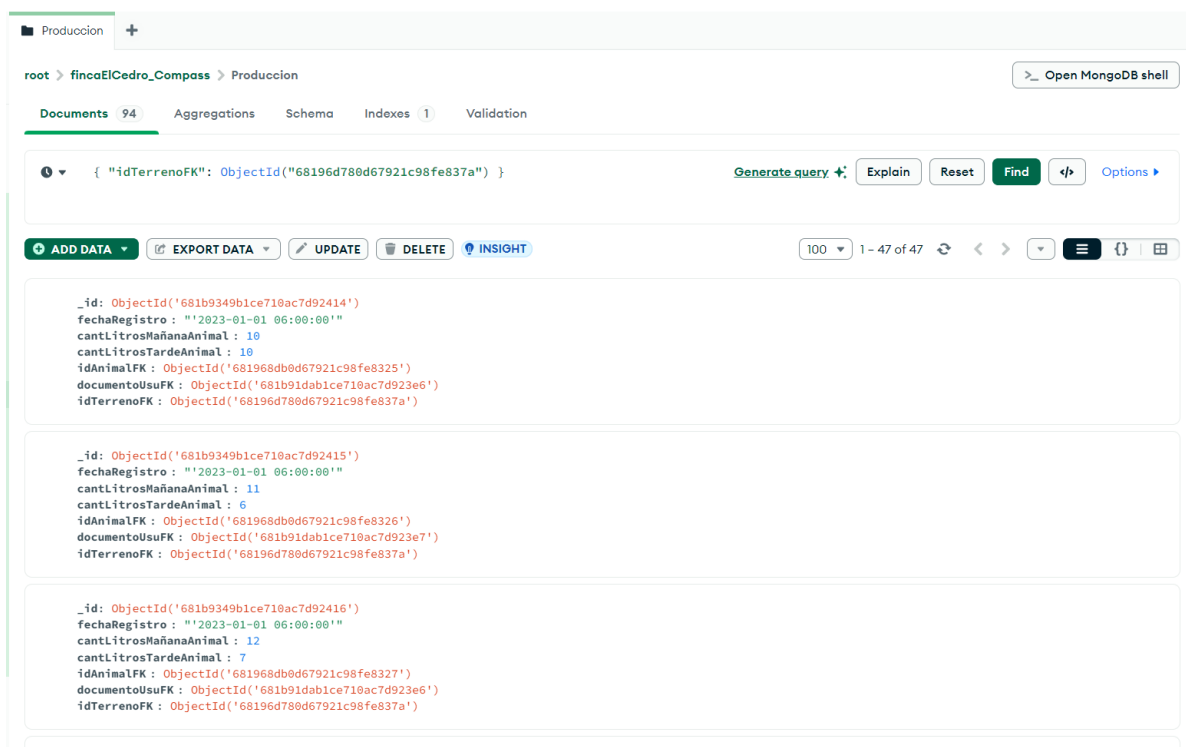 Produccion
root > fincaElCedro_Compass > Produccion
>_ Open MongoDB shell
Documents 94 Aggregations Schema Indexes 1 Validation
{ "idTerrenoFK": ObjectId("68196d780d67921c98fe837a") }
Generate query Explain Reset Find </> Options
ADD DATA EXPORT DATA UPDATE DELETE INSIGHT 100 1 – 47 of 47 {}
_id: ObjectId('681b9349b1ce710ac7d92414')
fechaRegistro : "'2023-01-01 06:00:00'"
cantLitrosMañanaAnimal : 10
cantLitrosTardeAnimal : 10
idAnimalFK : ObjectId('681968db0d67921c98fe8325')
documentoUsuFK : ObjectId('681b91dab1ce710ac7d923e6')
idTerrenoFK : ObjectId('68196d780d67921c98fe837a')
_id: ObjectId('681b9349b1ce710ac7d92415')
fechaRegistro : "'2023-01-01 06:00:00'"
cantLitrosMañanaAnimal : 11
cantLitrosTardeAnimal : 6
idAnimalFK : ObjectId('681968db0d67921c98fe8326')
documentoUsuFK : ObjectId('681b91dab1ce710ac7d923e7')
idTerrenoFK : ObjectId('68196d780d67921c98fe837a')
_id: ObjectId('681b9349b1ce710ac7d92416')
fechaRegistro : "'2023-01-01 06:00:00'"
cantLitrosMañanaAnimal : 12
cantLitrosTardeAnimal : 7
idAnimalFK : ObjectId('681968db0d67921c98fe8327')
documentoUsuFK : ObjectId('681b91dab1ce710ac7d923e6')
idTerrenoFK : ObjectId('68196d780d67921c98fe837a')